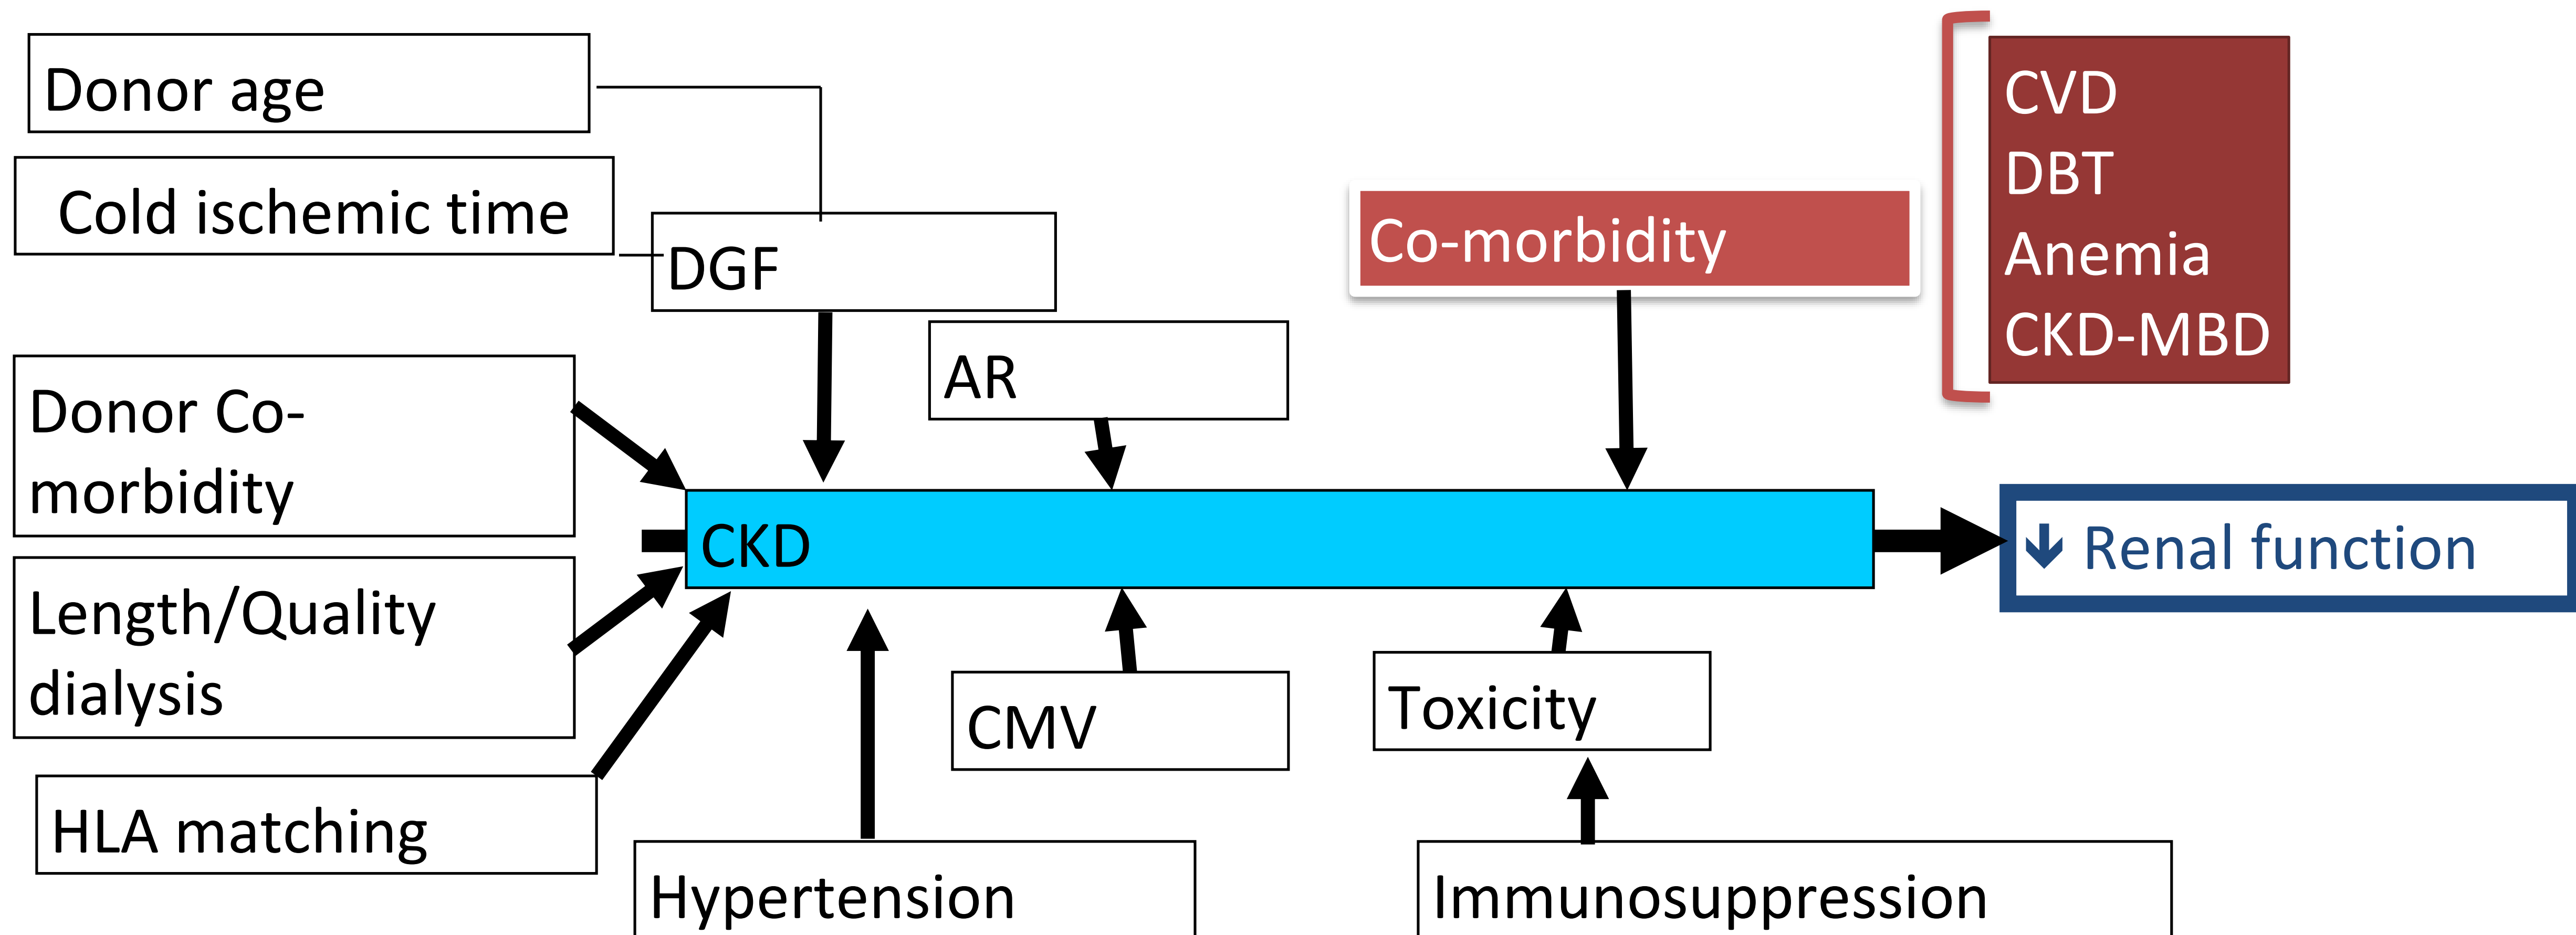 Donor age
Cold ischemic time
DGF
AR
Co-morbidity
CVD
DBT
Anemia
CKD-MBD
Donor Co-
morbidity
CKD
🡻 Renal function
Length/Quality
dialysis
CMV
Toxicity
HLA matching
Hypertension
Immunosuppression